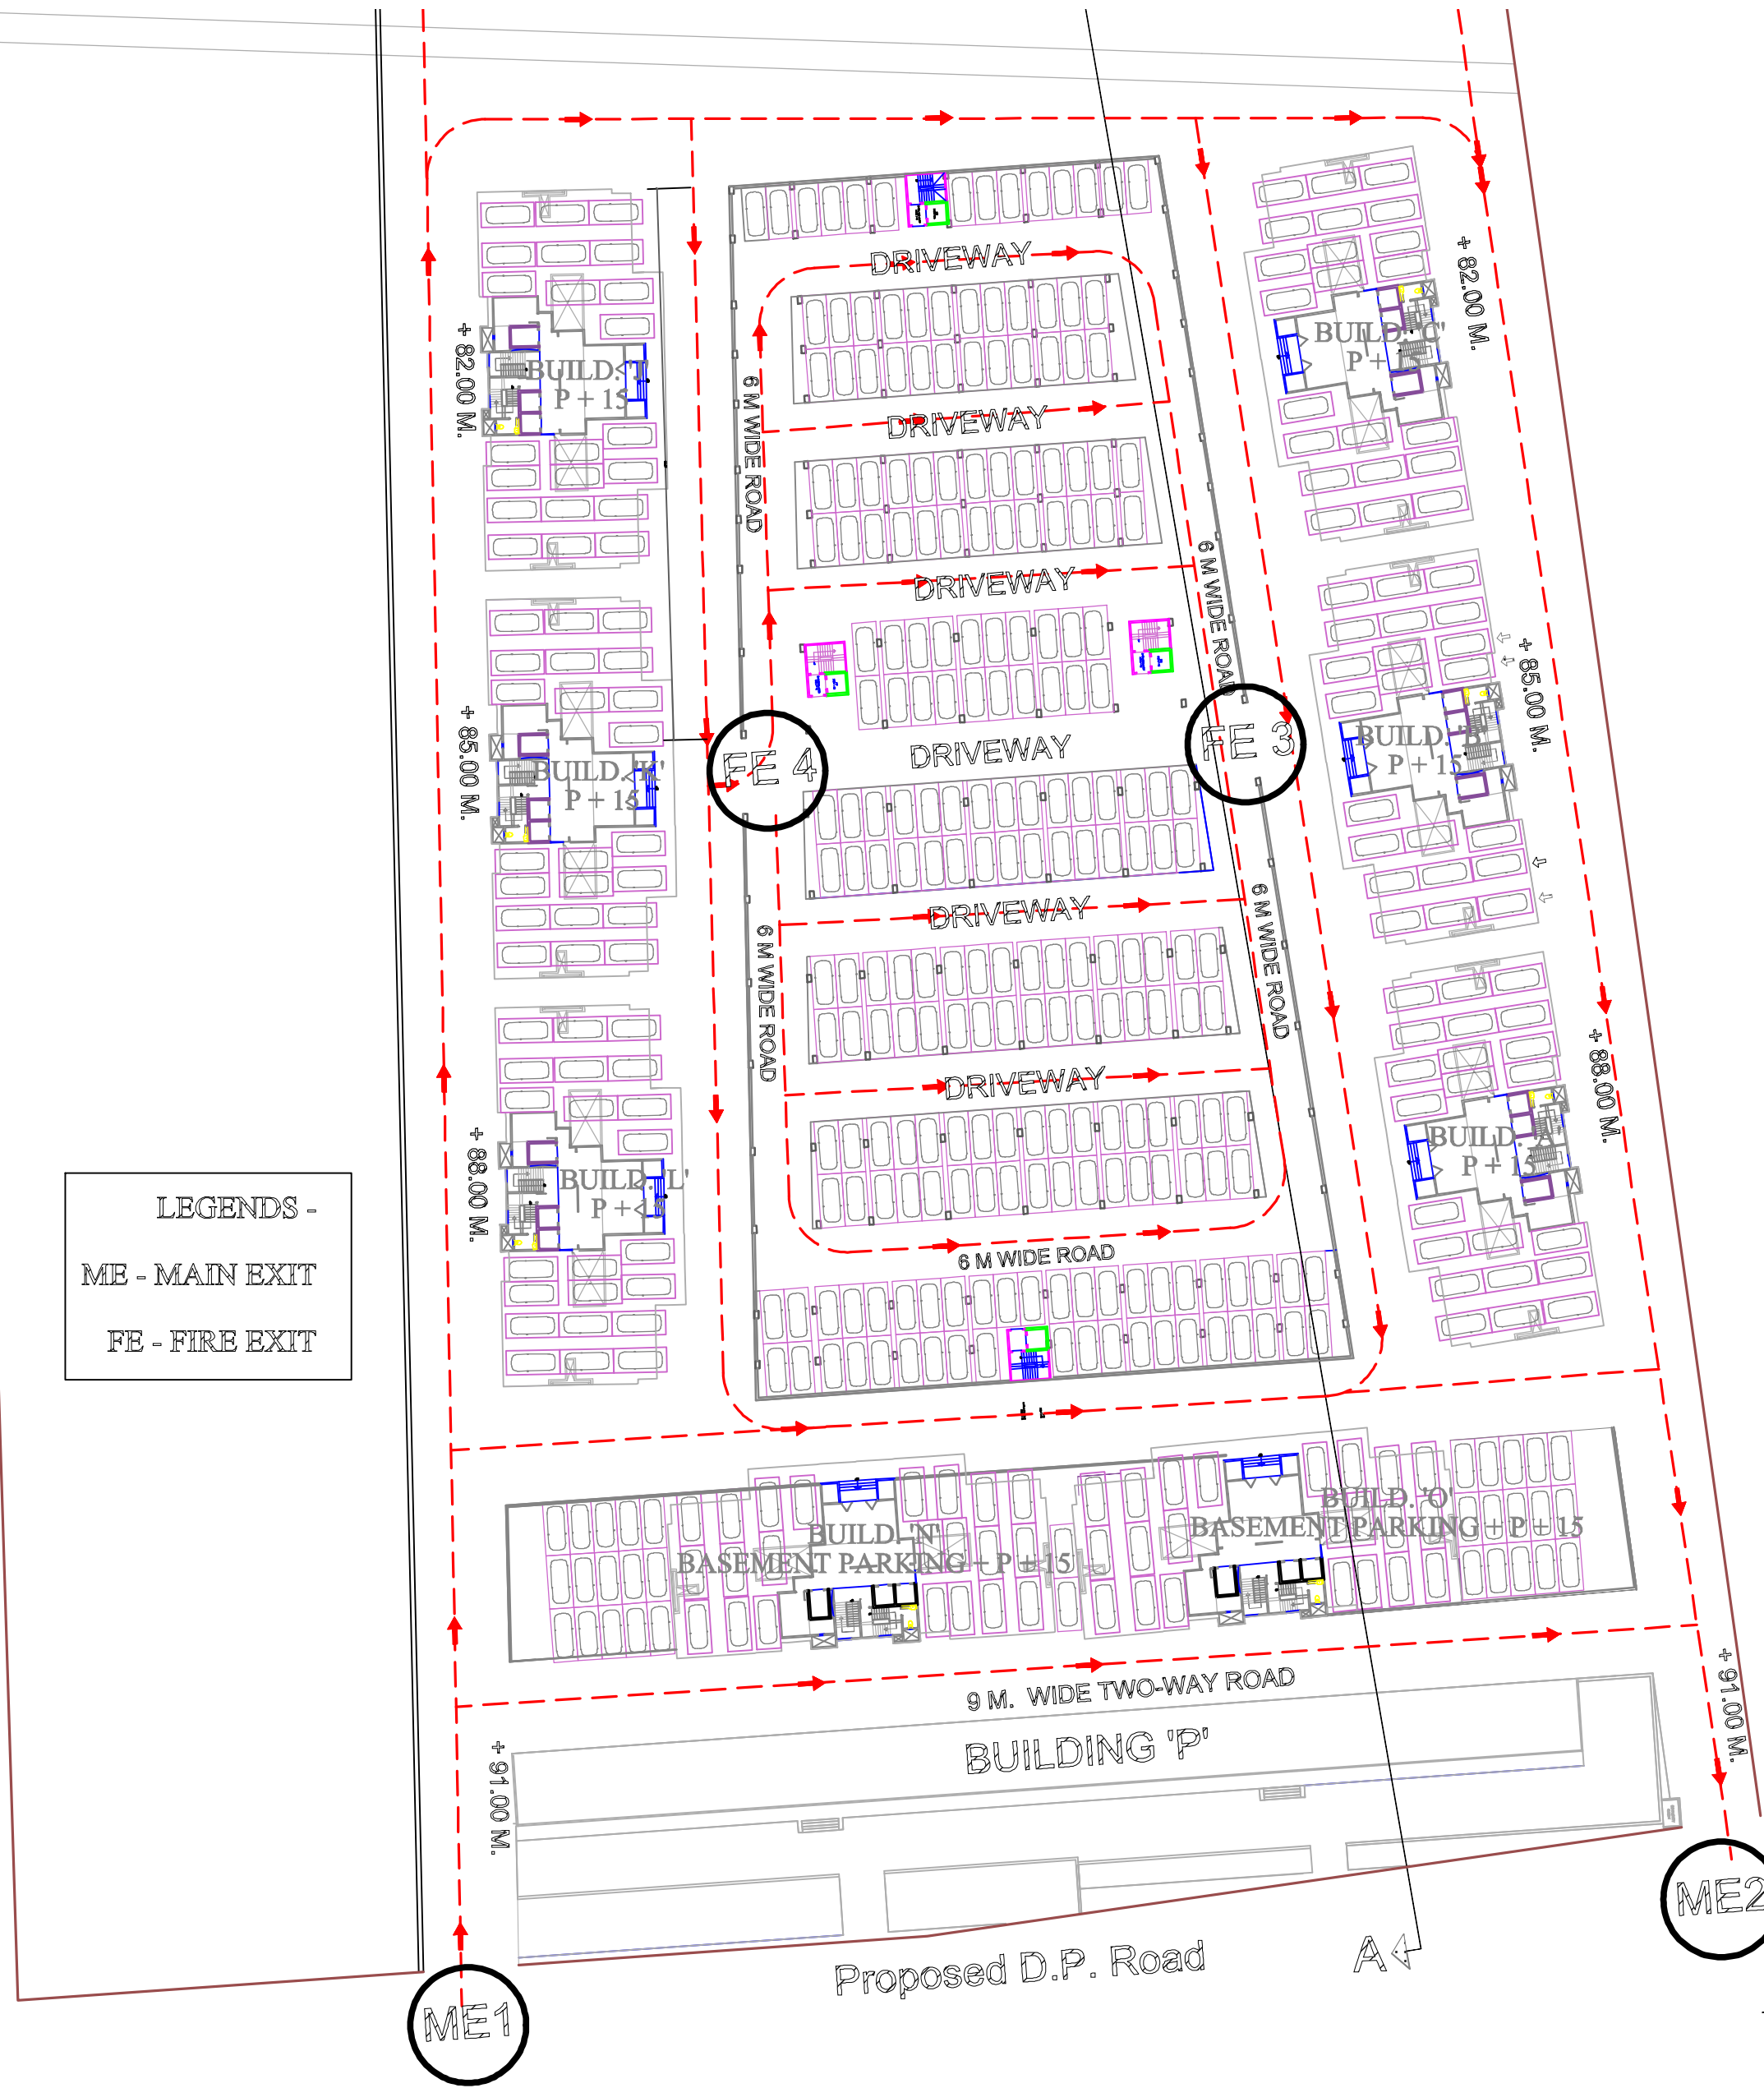 DRIVEWAY
+ 82.00 M.
+ 82.00 M.
BUILD. 'C'
BUILD. 'J'
P + 15
DRIVEWAY
6 M WIDE ROAD
DRIVEWAY
6 M WIDE ROAD
+ 85.00 M.
+ 85.00 M.
FE 4
DRIVEWAY
FE 3
BUILD. 'B'
P + 15
BUILD. 'K'
P + 15
DRIVEWAY
6 M WIDE ROAD
6 M WIDE ROAD
DRIVEWAY
+ 88.00 M.
+ 88.00 M.
BUILD. 'A'
P + 15
BUILD. 'L'
LEGENDS -
ME - MAIN EXIT
FE - FIRE EXIT
6 M WIDE ROAD
BUILD. 'O'
BASEMENT PARKING + P + 15
BUILD. 'N'
BASEMENT PARKING + P + 15
9 M. WIDE TWO-WAY ROAD
+ 91.00 M.
BUILDING 'P'
+ 91.00 M.
ME2
Proposed D.P. Road
A
ME1